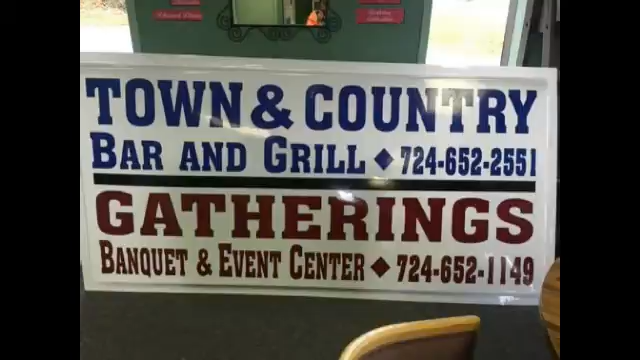 TOWN & COUNTRY
BAR AND GRILL ◆ 724-652-2551
GATHERINGS
BANQUET & EVENT CENTER ◆ 724-652-1149